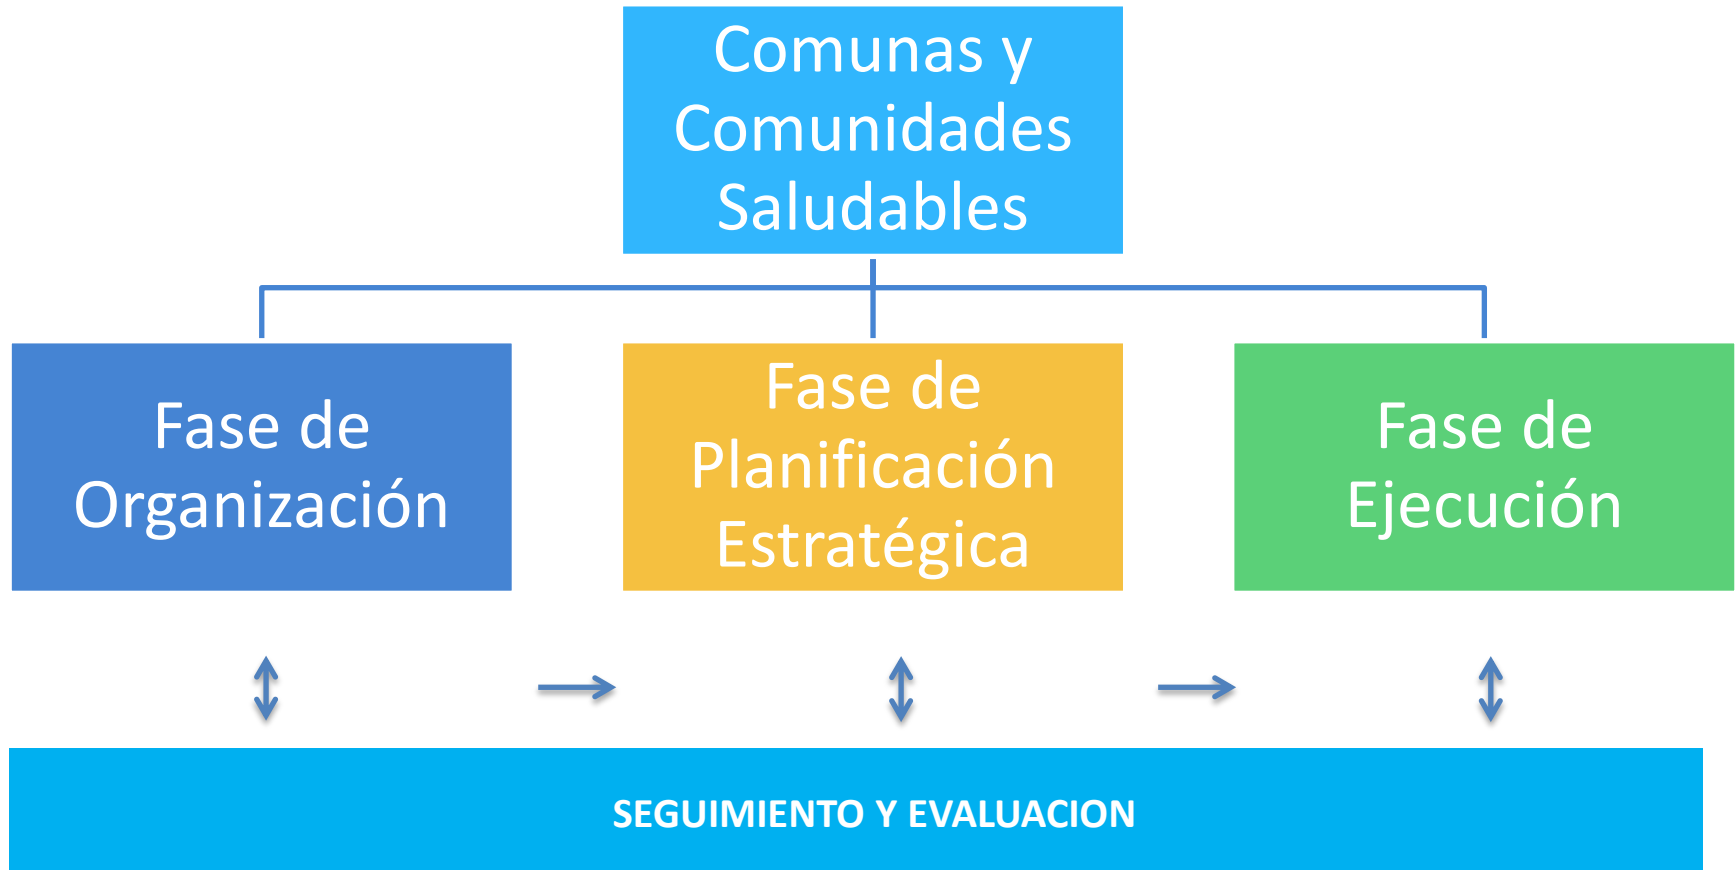 Comunas y
Comunidades
Saludables
Fase de
Organización
Fase de
Planificación
Estratégica
Fase de
Ejecución
SEGUIMIENTO Y EVALUACION